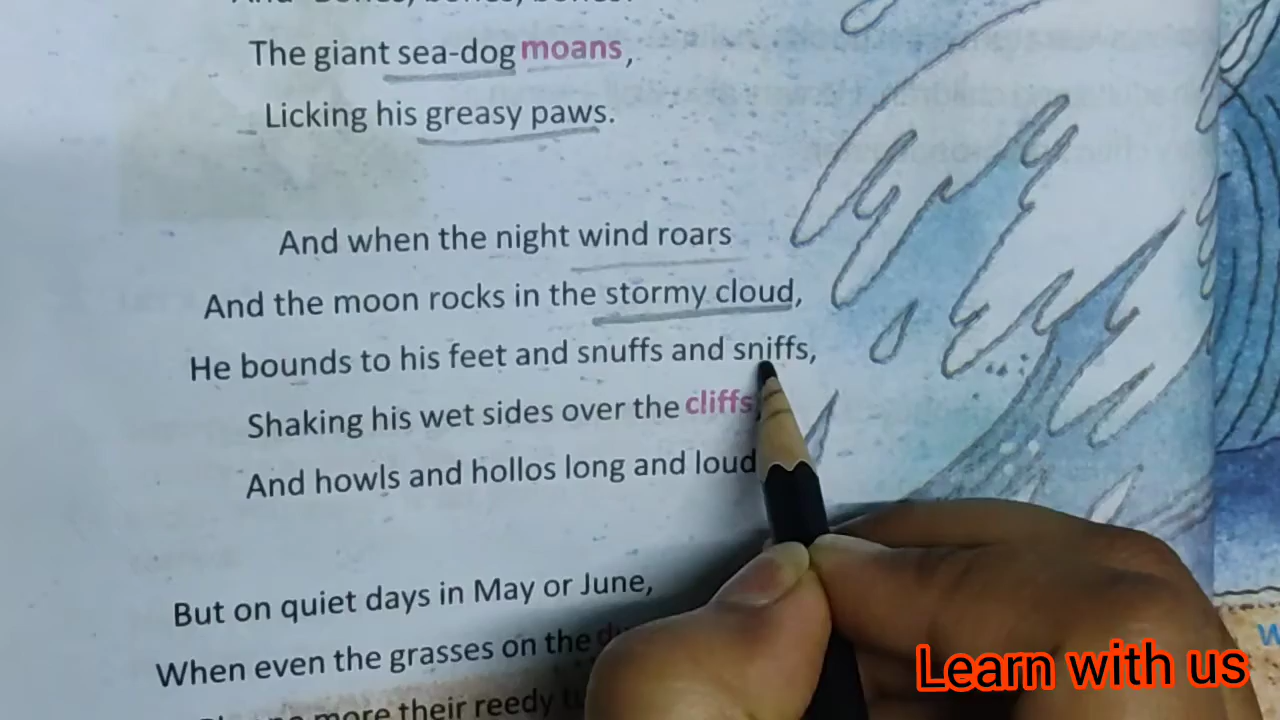 The giant sea-dog moans,
Licking his greasy paws.
And when the night wind roars
And the moon rocks in the stormy cloud,
He bounds to his feet and snuffs and sniffs,
Shaking his wet sides over the cliffs,
And howls and hollos long and loud
But on quiet days in May or June,
When even the grasses on the
more their reedy
Learn with us